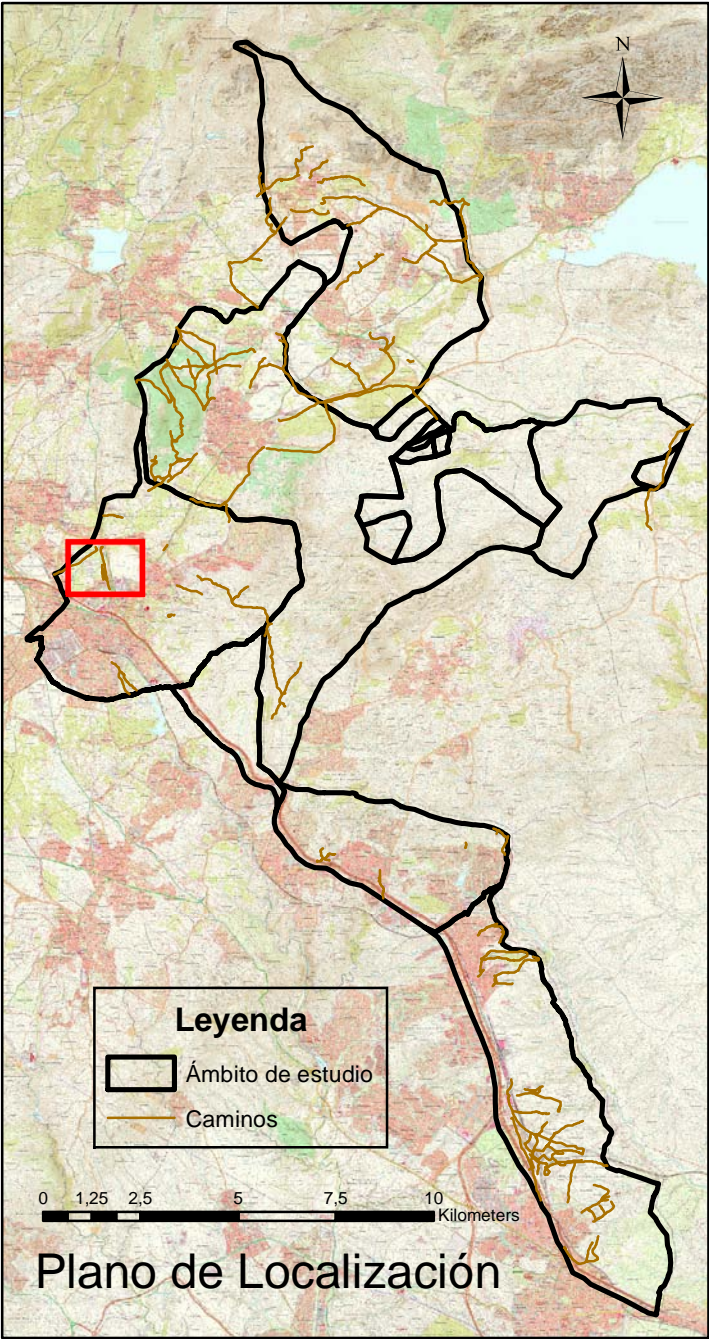 N
Leyenda
Ámbito de estudio
Caminos
0 1,25 2,5 5 7,5 10
Kilometers
Plano de Localización